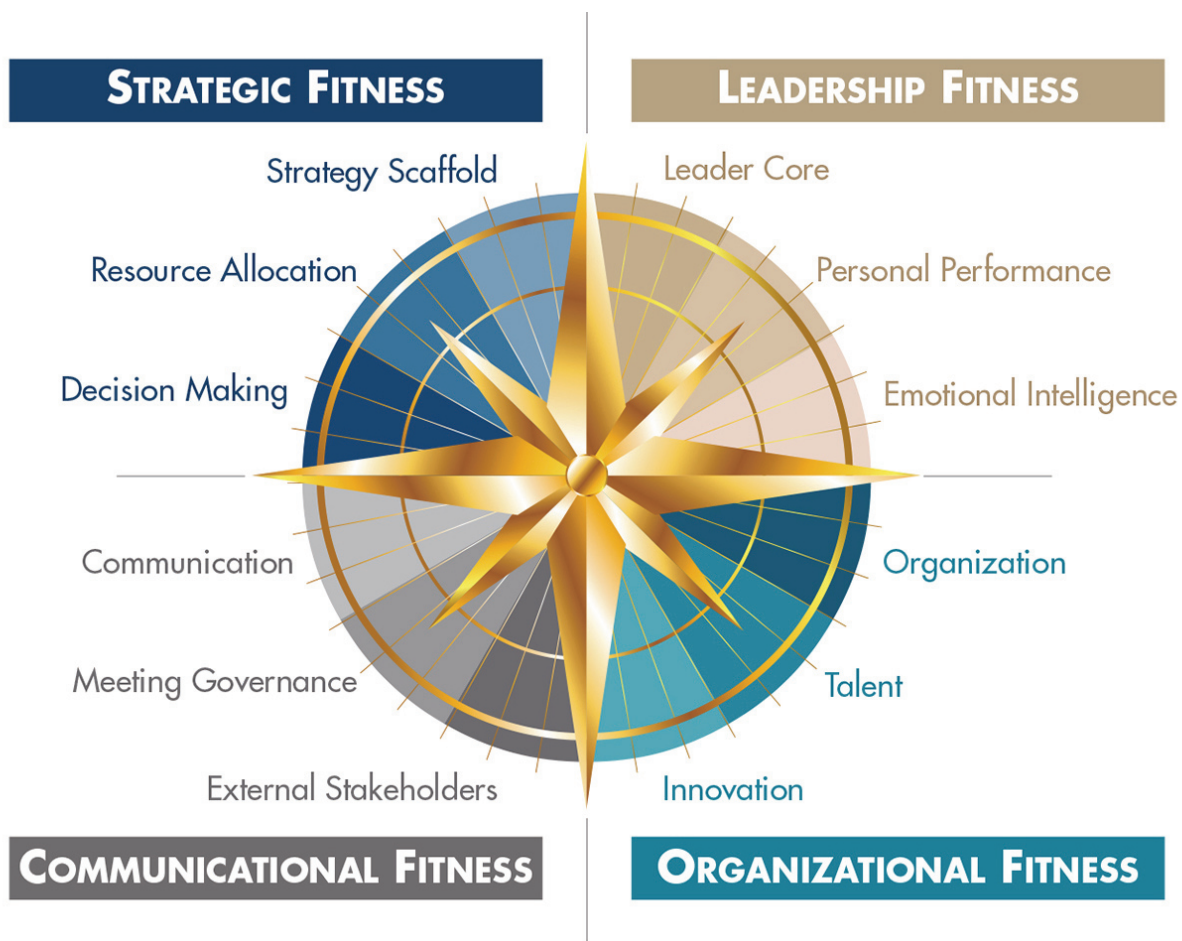 STRATEGIC FITNESS
LEADERSHIP FITNESS
Strategy Scaffold
Leader Core
Resource Allocation
Personal Performance
Decision Making
Emotional Intelligence
Communication
Organization
Meeting Governance
Talent
External Stakeholders
Innovation
COMMUNICATIONAL FITNESS
ORGANIZATIONAL FITNESS